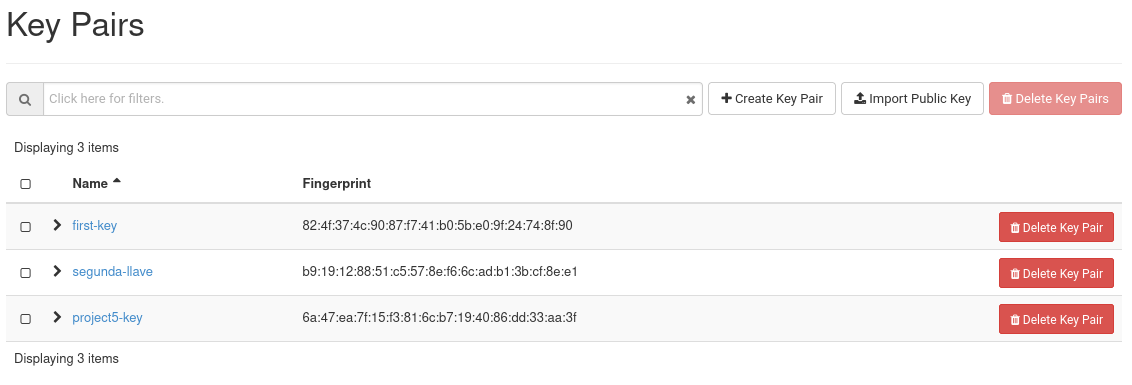 Key Pairs
Click here for filters.
Create Key Pair
Import Public Key
Delete Key Pairs
Displaying 3 items
Name Fingerprint
first-key 82:4f:37:4c:90:87:f7:41:b0:5b:e0:9f:24:74:8f:90 Delete Key Pair
segunda-llave b9:19:12:88:51:c5:57:8e:f6:6c:ad:b1:3b:cf:8e:e1 Delete Key Pair
project5-key 6a:47:ea:7f:15:f3:81:6c:b7:19:40:86:dd:33:aa:3f Delete Key Pair
Displaying 3 items